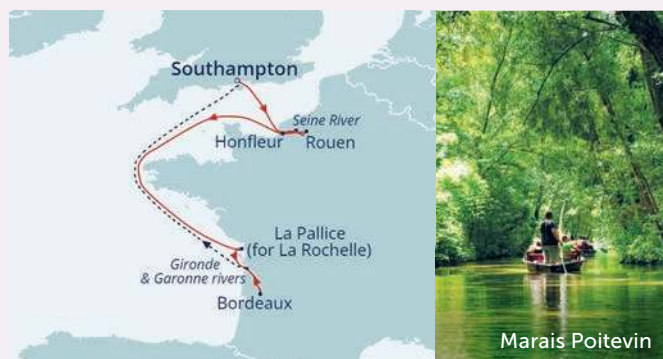 Southampton
Seine River
Honfleur
Rouen
La Pallice
(for La Rochelle)
Gironde
& Garonne rivers
Bordeaux
Marais Poitevin